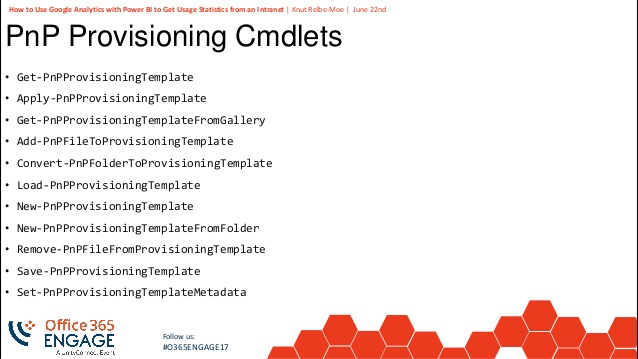 How to Use Google Analytics with Power BI to Get Usage Statistics from an Intranet | Knut Relbe-Moe | June 22nd
PnP Provisioning Cmdlets
• Get-PnPProvisioningTemplate
• Apply-PnPProvisioningTemplate
• Get-PnPProvisioningTemplateFromGallery
• Add-PnPFileToProvisioningTemplate
• Convert-PnPFolderToProvisioningTemplate
• Load-PnPProvisioningTemplate
• New-PnPProvisioningTemplate
• New-PnPProvisioningTemplateFromFolder
• Remove-PnPFileFromProvisioningTemplate
• Save-PnPProvisioningTemplate
• Set-PnPProvisioningTemplateMetadata
Office 365
ENGAGE
A UnityConnect Event
Follow us:
#O365ENGAGE17